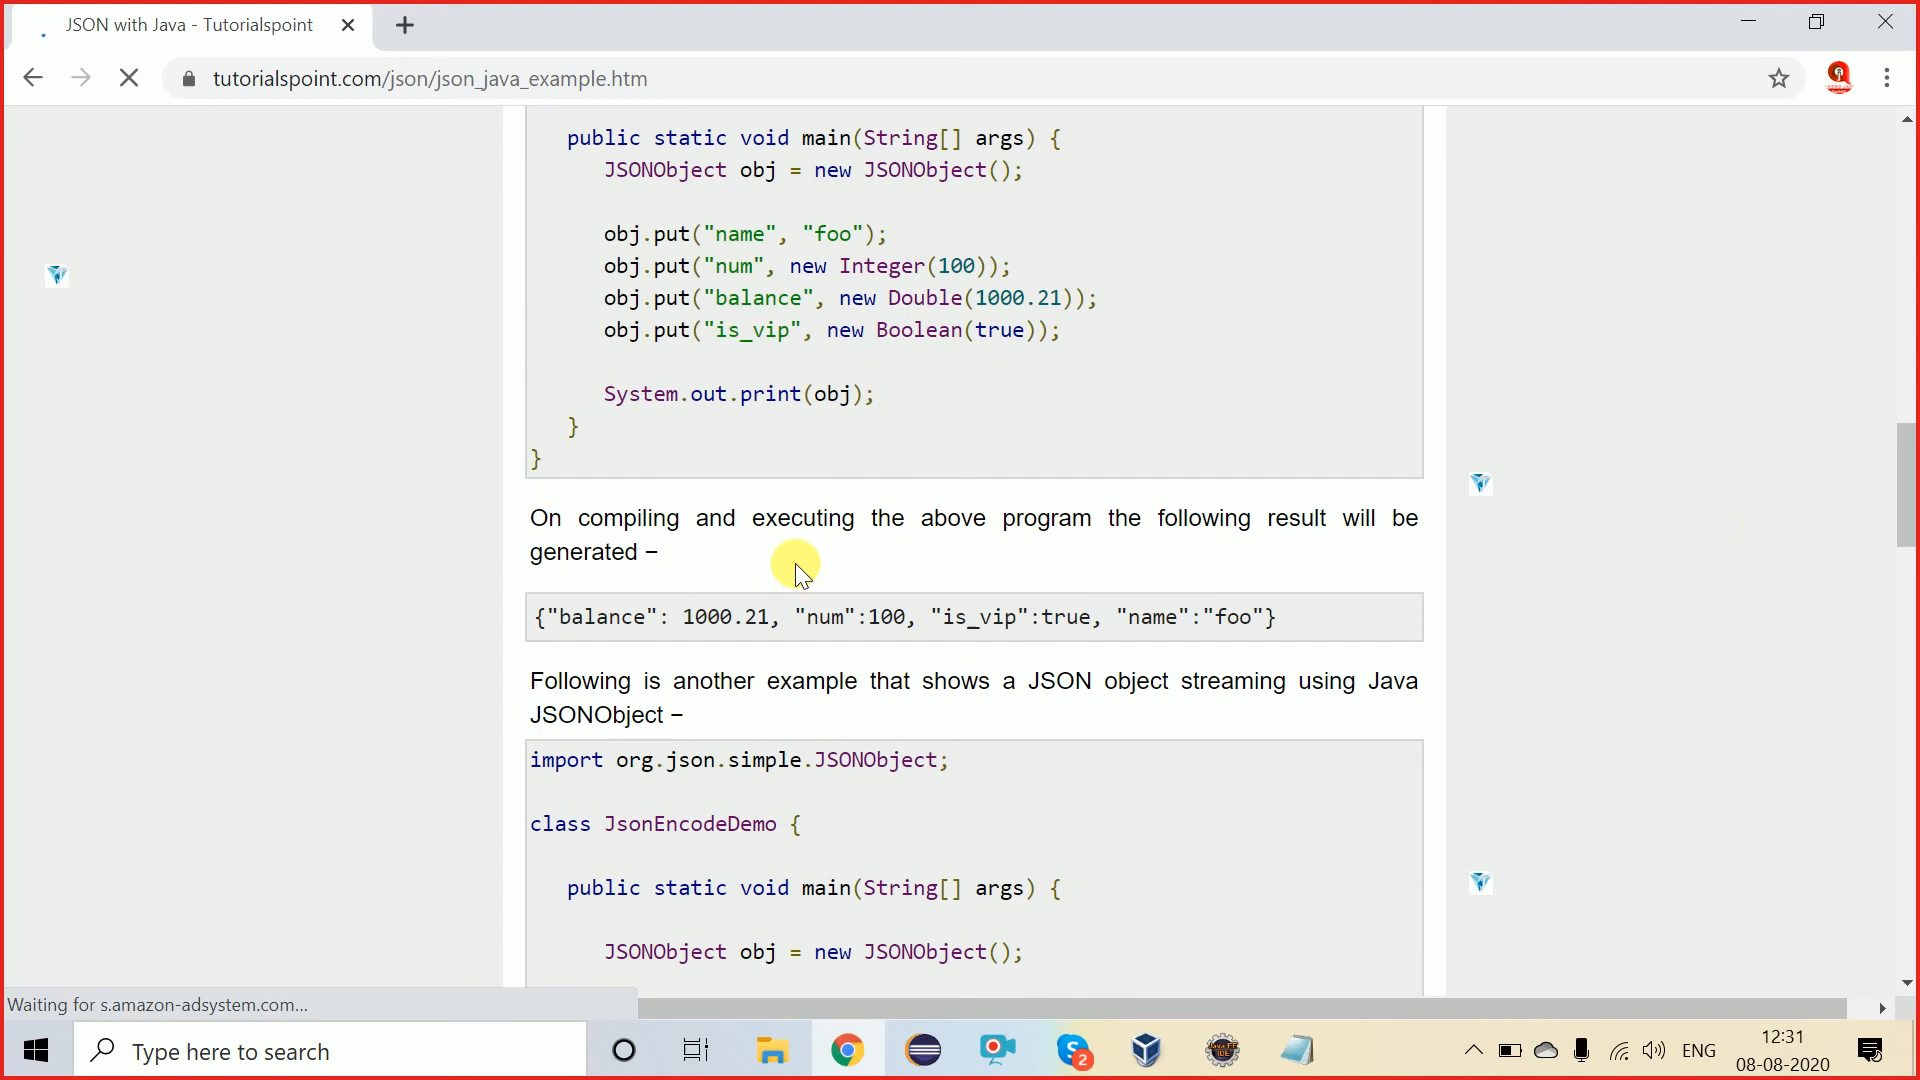 JSON with Java - Tutorialspoint
tutorialspoint.com/json/json_java_example.htm
public static void main(String[] args) {
JSONObject obj = new JSONObject();
obj.put("name", "foo");
obj.put("num", new Integer(100));
obj.put("balance", new Double(1000.21));
obj.put("is_vip", new Boolean(true));
System.out.print(obj);
}
}
On compiling and executing the above program the following result will be
generated −
{"balance": 1000.21, "num":100, "is_vip":true, "name":"foo"}
Following is another example that shows a JSON object streaming using Java
JSONObject −
import org.json.simple.JSONObject;
class JsonEncodeDemo {
public static void main(String[] args) {
JSONObject obj = new JSONObject();
Waiting for s.amazon-adsystem.com...
Type here to search
2
ENG
12:31
08-08-2020